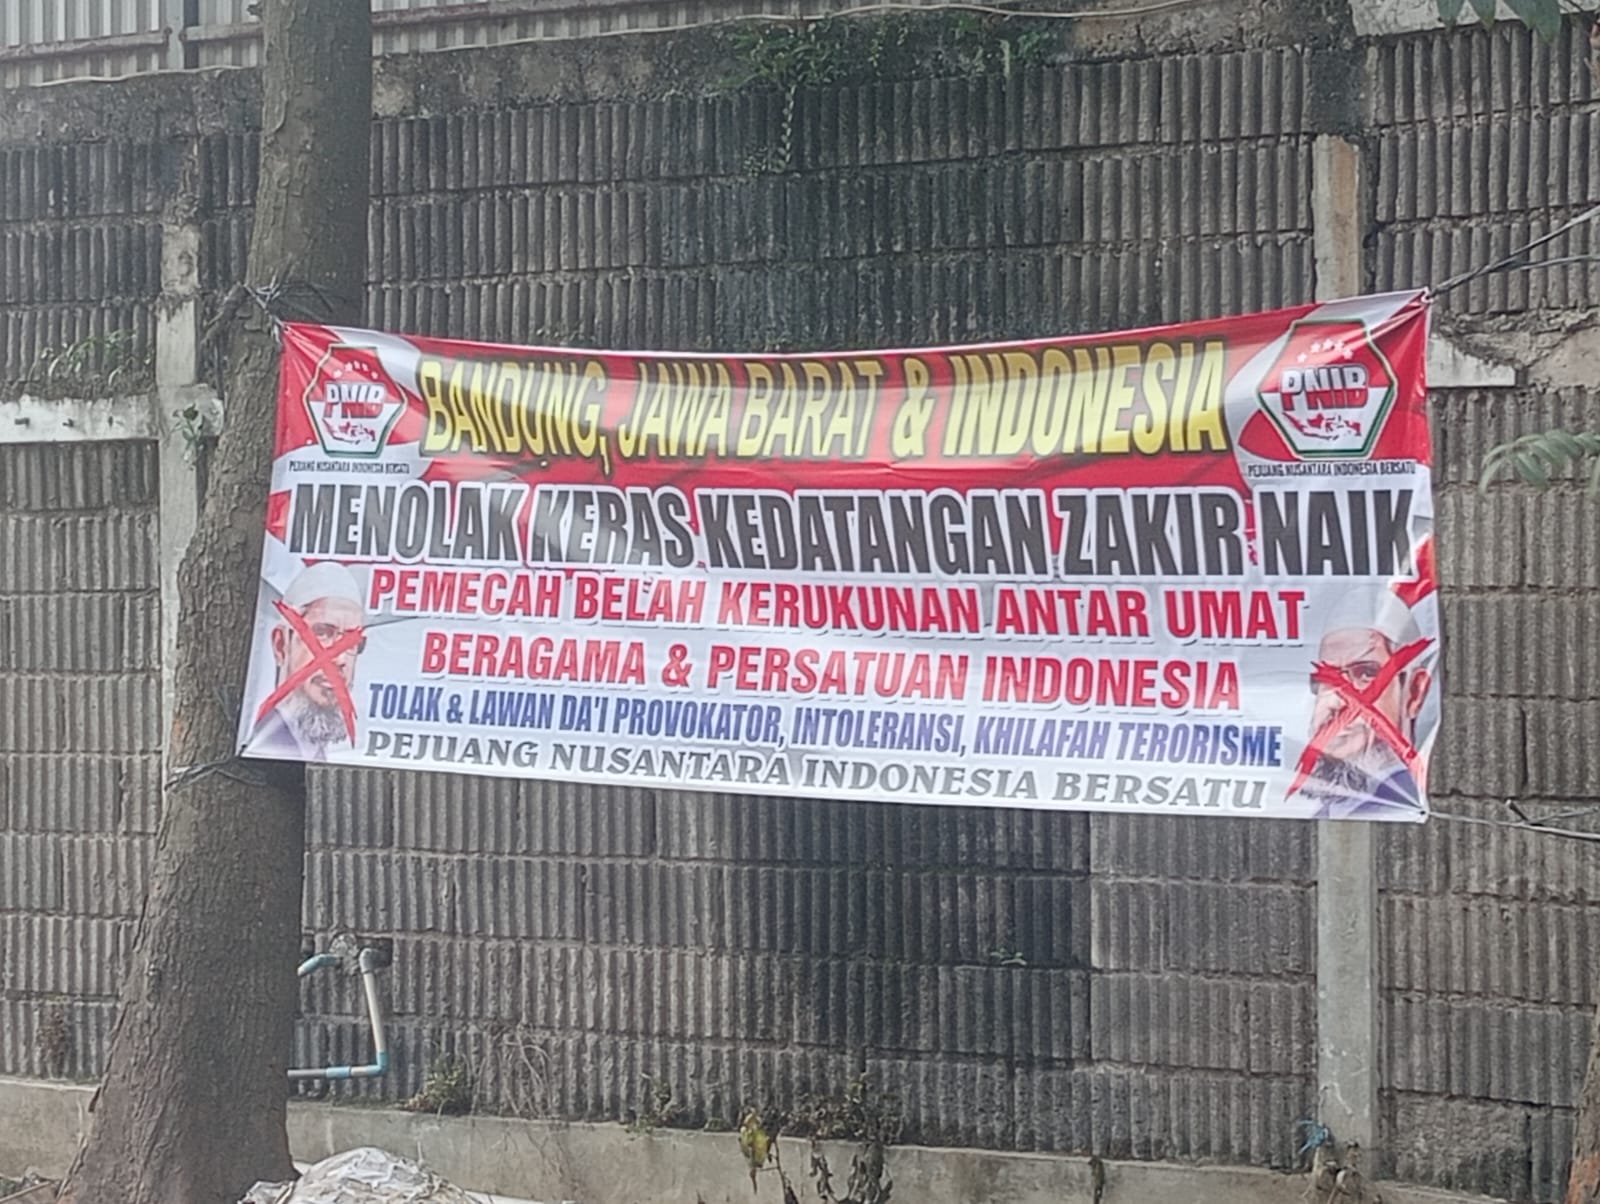 BANDUNG, JAWA BARAT & INDONESIA
PNIB
PEJUANG NUSANTARA INDONESIA BERSATU
PNIB
PEJUANG NUSANTARA INDONESIA BERSATU
MENOLAK KERAS KEDATANGAN ZAKIR NAIK
PEMECAH BELAH KERUKUNAN ANTAR UMAT
BERAGAMA & PERSATUAN INDONESIA
TOLAK & LAWAN DA'I PROVOKATOR, INTOLERANSI, KHILAFAH TERORISME
PEJUANG NUSANTARA INDONESIA BERSATU